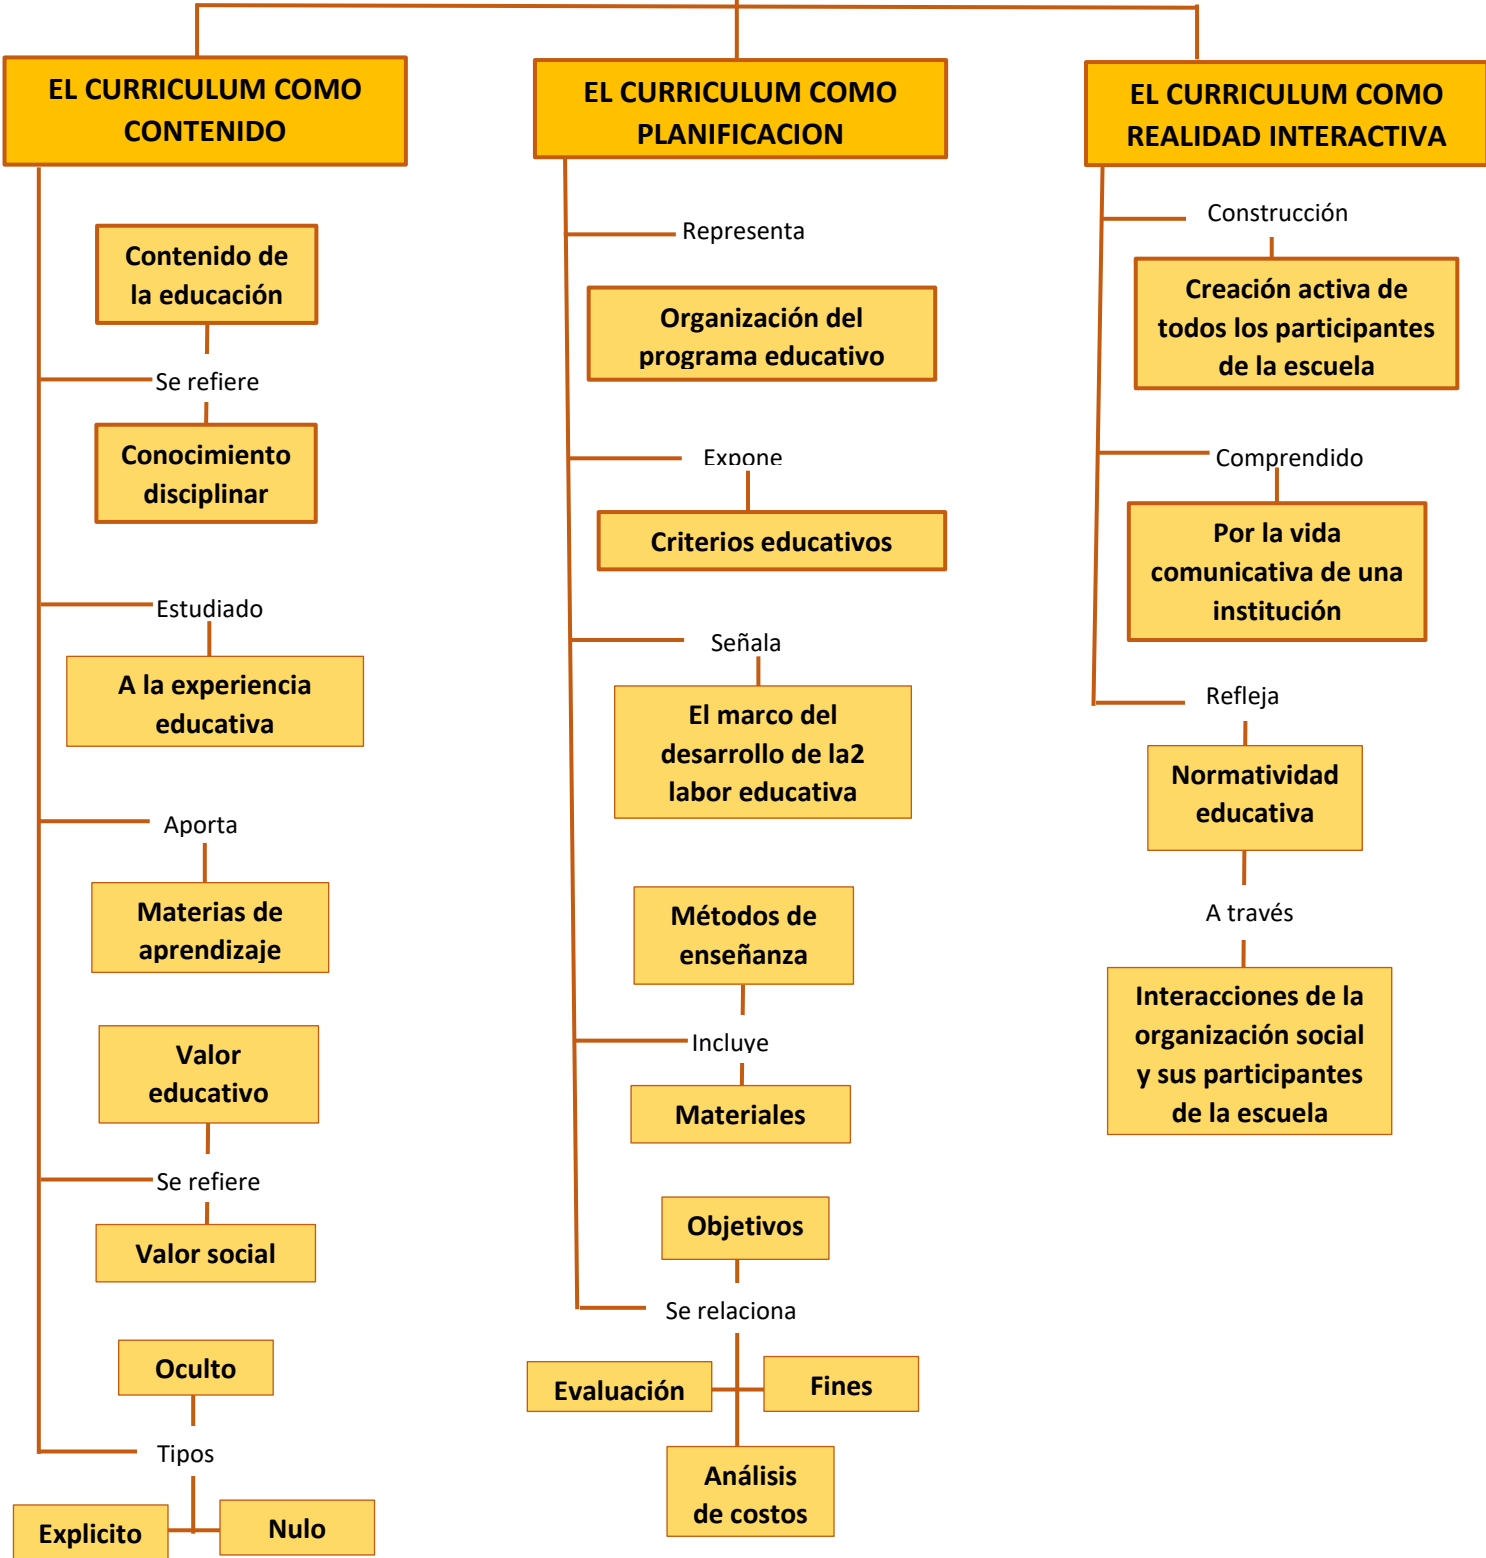 EL CURRICULUM COMO
CONTENIDO
Contenido de
la educación
Se refiere
Conocimiento
disciplinar
Estudiado
A la experiencia
educativa
Aporta
Materias de
aprendizaje
Valor
educativo
Se refiere
Valor social
Oculto
Tipos
Explicito
Nulo
EL CURRICULUM COMO
PLANIFICACION
Representa
Organización del
programa educativo
Expone
Criterios educativos
Señala
El marco del
desarrollo de la2
labor educativa
Métodos de
enseñanza
Incluye
Materiales
Objetivos
Se relaciona
Evaluación
Fines
Análisis
de costos
EL CURRICULUM COMO
REALIDAD INTERACTIVA
Construcción
Creación activa de
todos los participantes
de la escuela
Comprendido
Por la vida
comunicativa de una
institución
Refleja
Normatividad
educativa
A través
Interacciones de la
organización social
y sus participantes
de la escuela